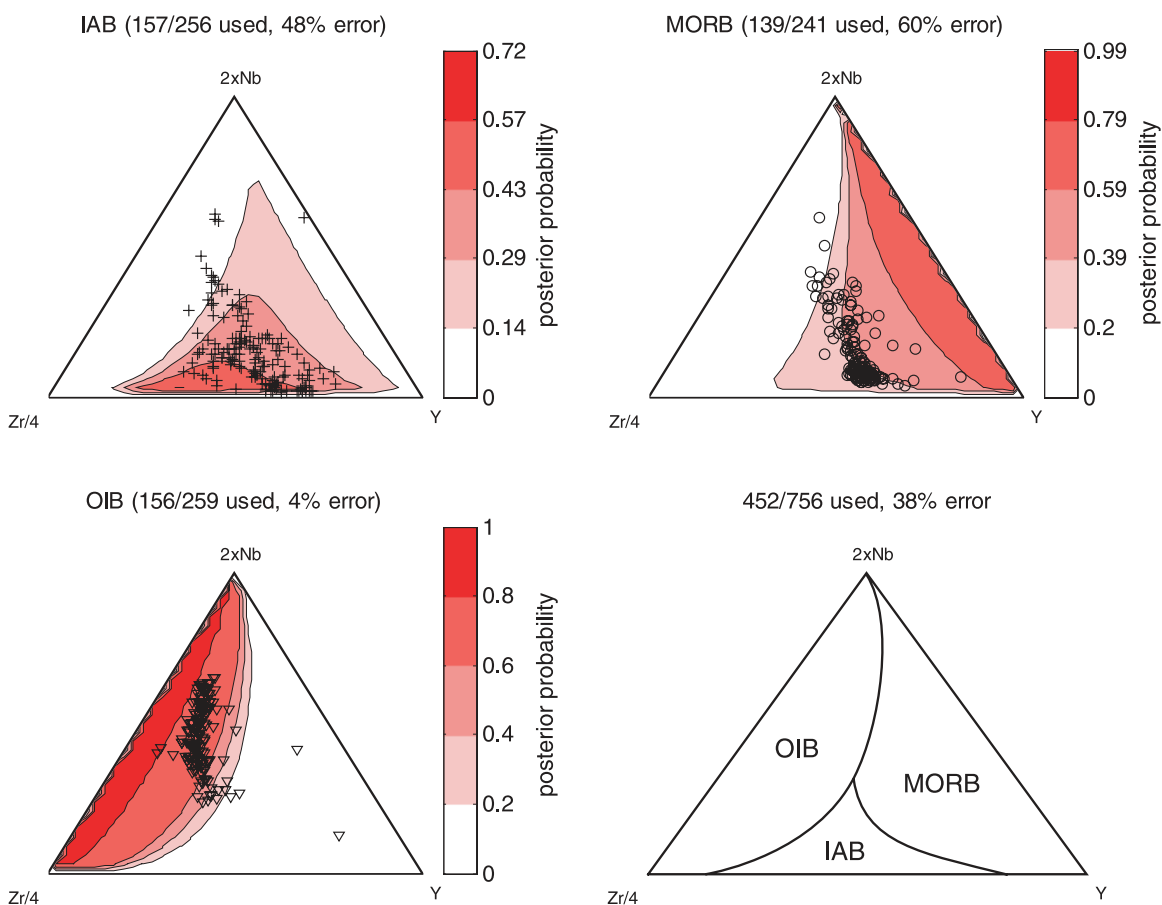 IAB (157/256 used, 48% error)
2xNb
Zr/4
Y
0.72
0.57
0.43
0.29
0.14
0
posterior probability
MORB (139/241 used, 60% error)
2xNb
Zr/4
Y
0.99
0.79
0.59
0.39
0.2
0
posterior probability
OIB (156/259 used, 4% error)
2xNb
Zr/4
Y
1
0.8
0.6
0.4
0.2
0
posterior probability
452/756 used, 38% error
2xNb
OIB
MORB
IAB
Zr/4
Y